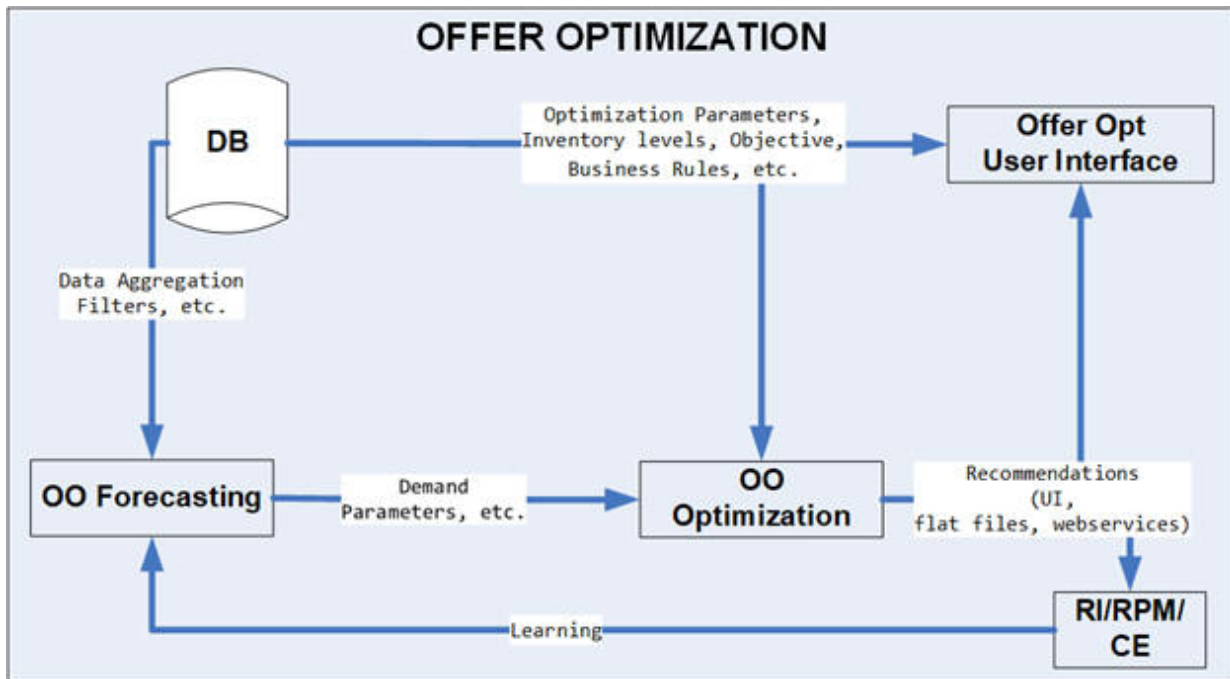 OFFER OPTIMIZATION
DB
Optimization Parameters,
Inventory levels, Objective,
Business Rules, etc.
Offer Opt
User Interface
Data Aggregation
Filters, etc.
OO Forecasting
Demand
Parameters, etc.
OO
Optimization
Recommendations
(UI,
flat files, webservices)
Learning
RI/RPM/
CE